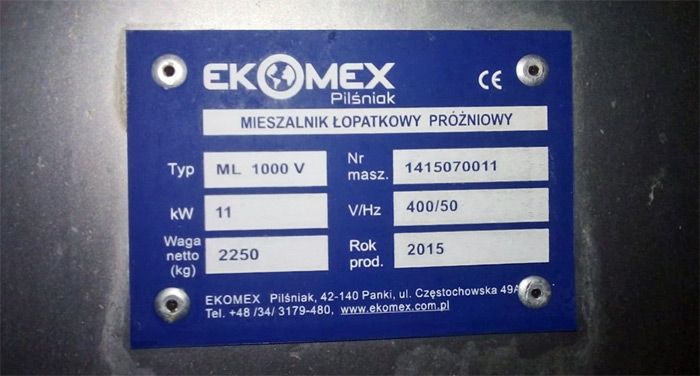 EKOMEX
Pilśniak
CE
MIESZALNIK ŁOPATKOWY PRÓŻNIOWY
Typ ML 1000 V Nr masz. 1415070011
kW 11 V/Hz 400/50
Waga netto (kg) 2250 Rok prod. 2015
EKOMEX Pilśniak, 42-140 Panki, ul. Częstochowska 49A
Tel. +48 /34/ 3179-480, www.ekomex.com.pl